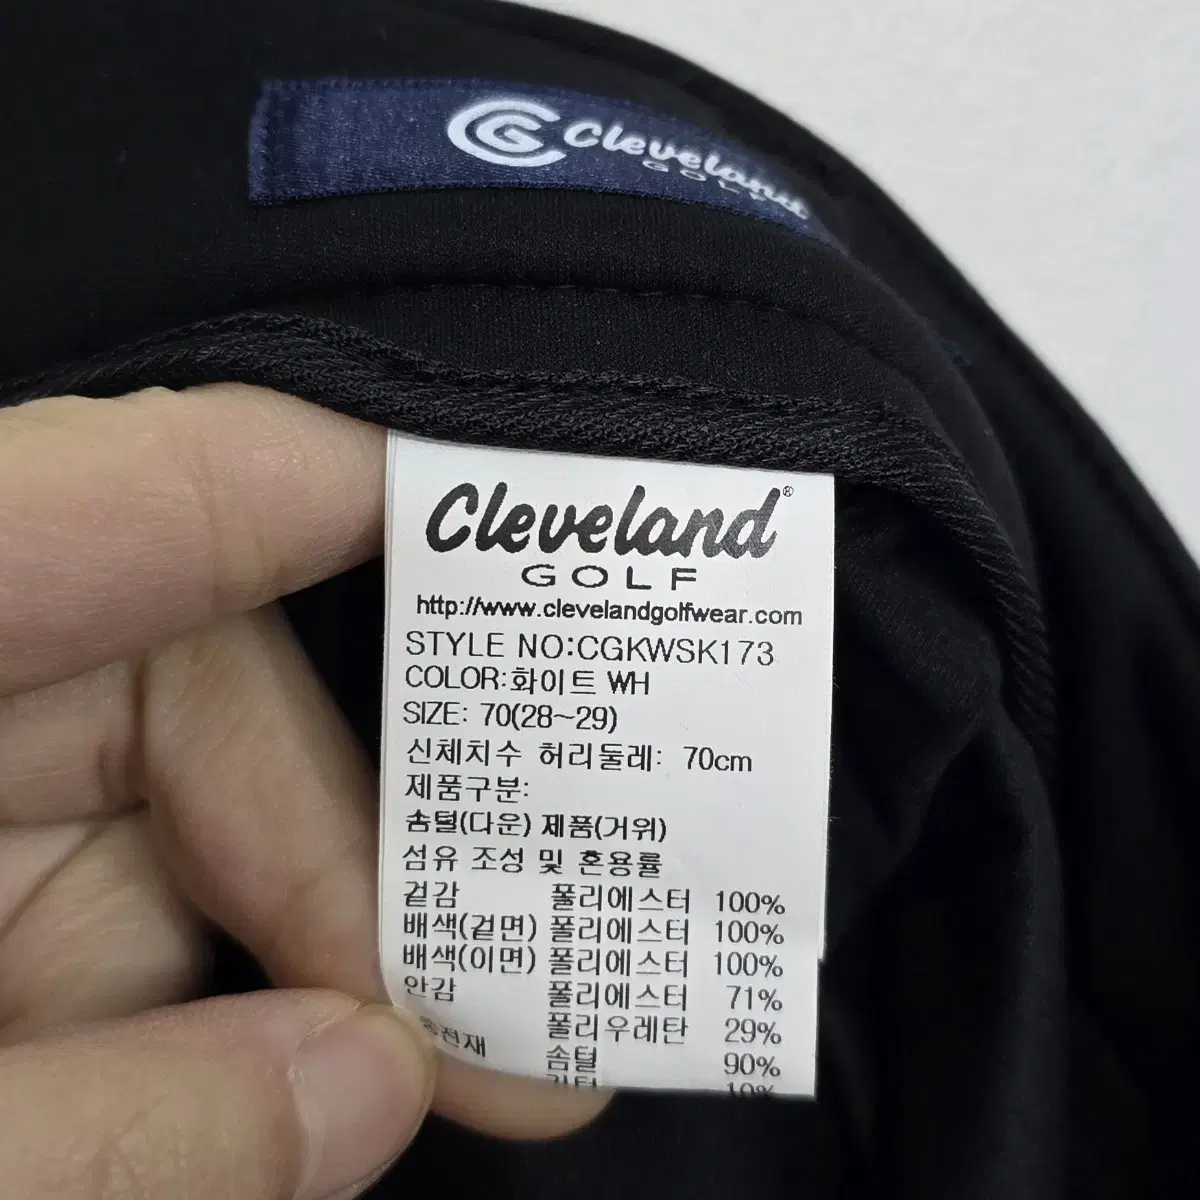 CG Cleveland
GOLF
Cleveland®
GOLF
http://www.clevelandgolfwear.com
STYLE NO:CGKWSK173
COLOR:화이트 WH
SIZE: 70(28~29)
신체치수 허리둘레: 70cm
제품구분:
솜털(다운) 제품(거위)
섬유 조성 및 혼용률
겉감 폴리에스터 100%
배색(겉면) 폴리에스터 100%
배색(이면) 폴리에스터 100%
안감 폴리에스터 71%
폴리우레탄 29%
충전재 솜털 90%
깃털 10%